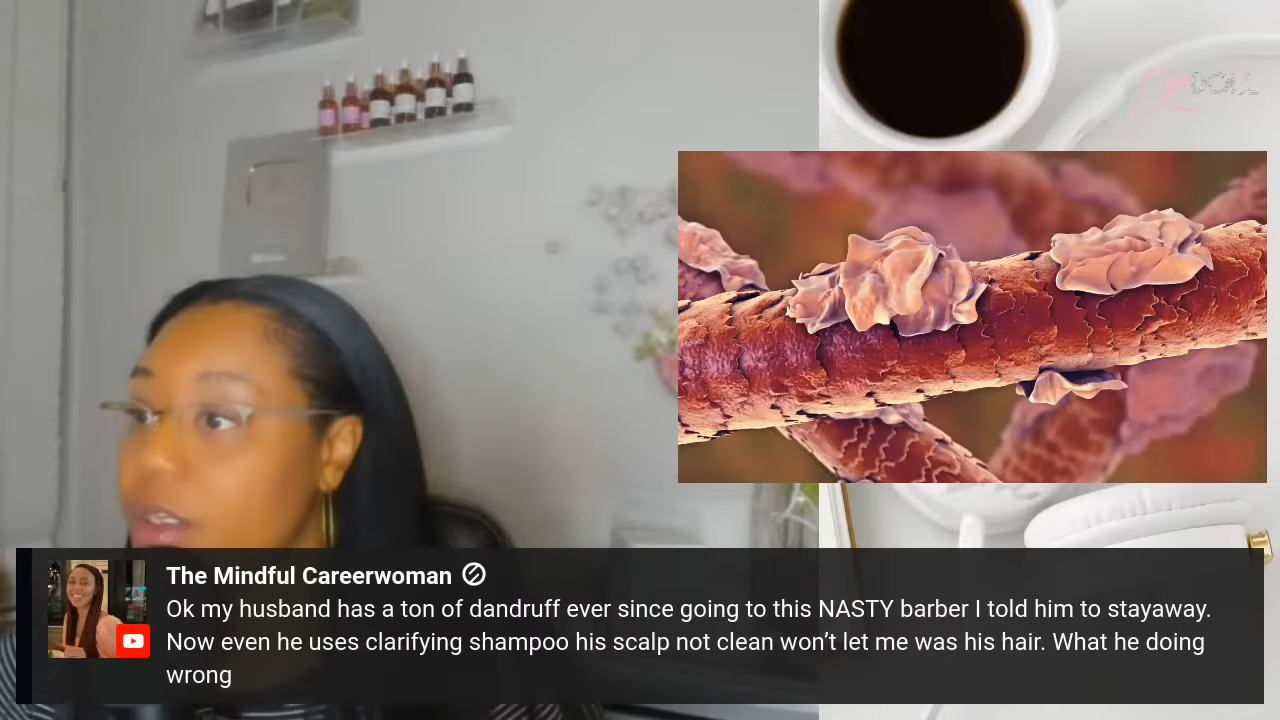 DOLL
The Mindful Careerwoman
Ok my husband has a ton of dandruff ever since going to this NASTY barber I told him to stayaway.
Now even he uses clarifying shampoo his scalp not clean won't let me was his hair. What he doing
wrong